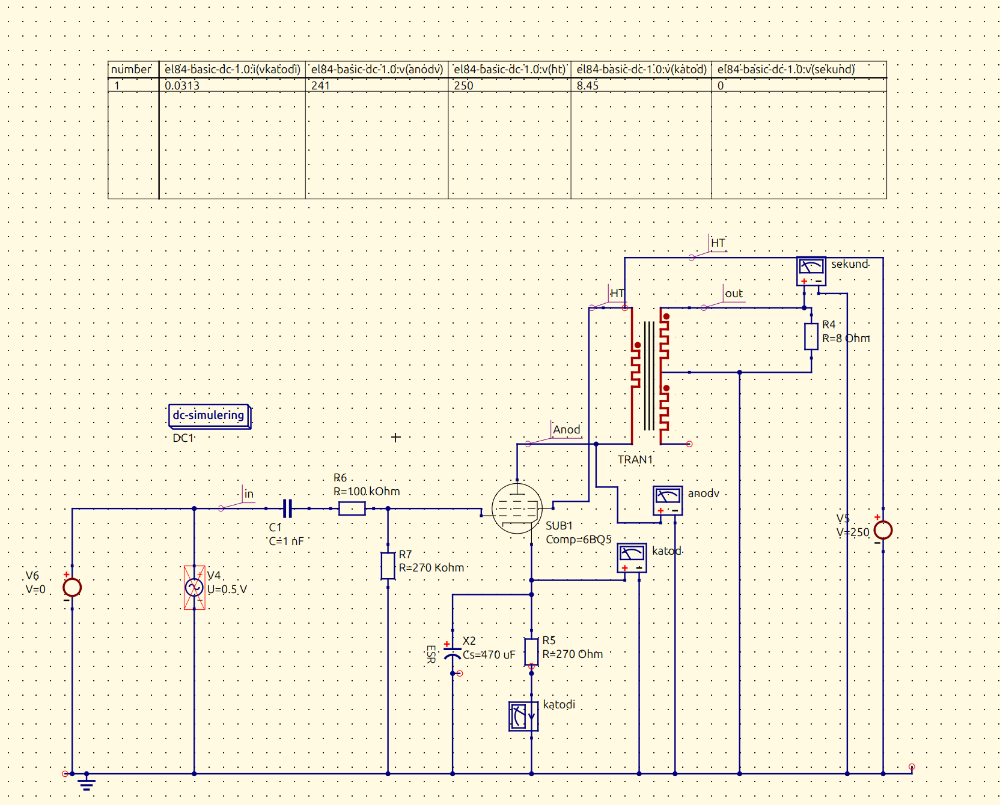 number el84-basic-dc-1.0:i(vkatodi) el84-basic-dc-1.0:v(anodv) el84-basic-dc-1.0:v(ht) el84-basic-dc-1.0:v(katod) el84-basic-dc-1.0:v(sekund)
1 0.0313 241 250 8.45 0
HT
sekund
HT
out
R4
R=8 Ohm
dc-simulering
DC1
Anod
TRAN1
R6
R=100 kOhm
in
anodv
C1
C=1 nF
SUB1
Comp=6BQ5
V5
V=250
katod
R7
R=270 Kohm
V6
V=0
V4
U=0.5 V
ESR
X2
Cs=470 uF
R5
R=270 Ohm
katodi